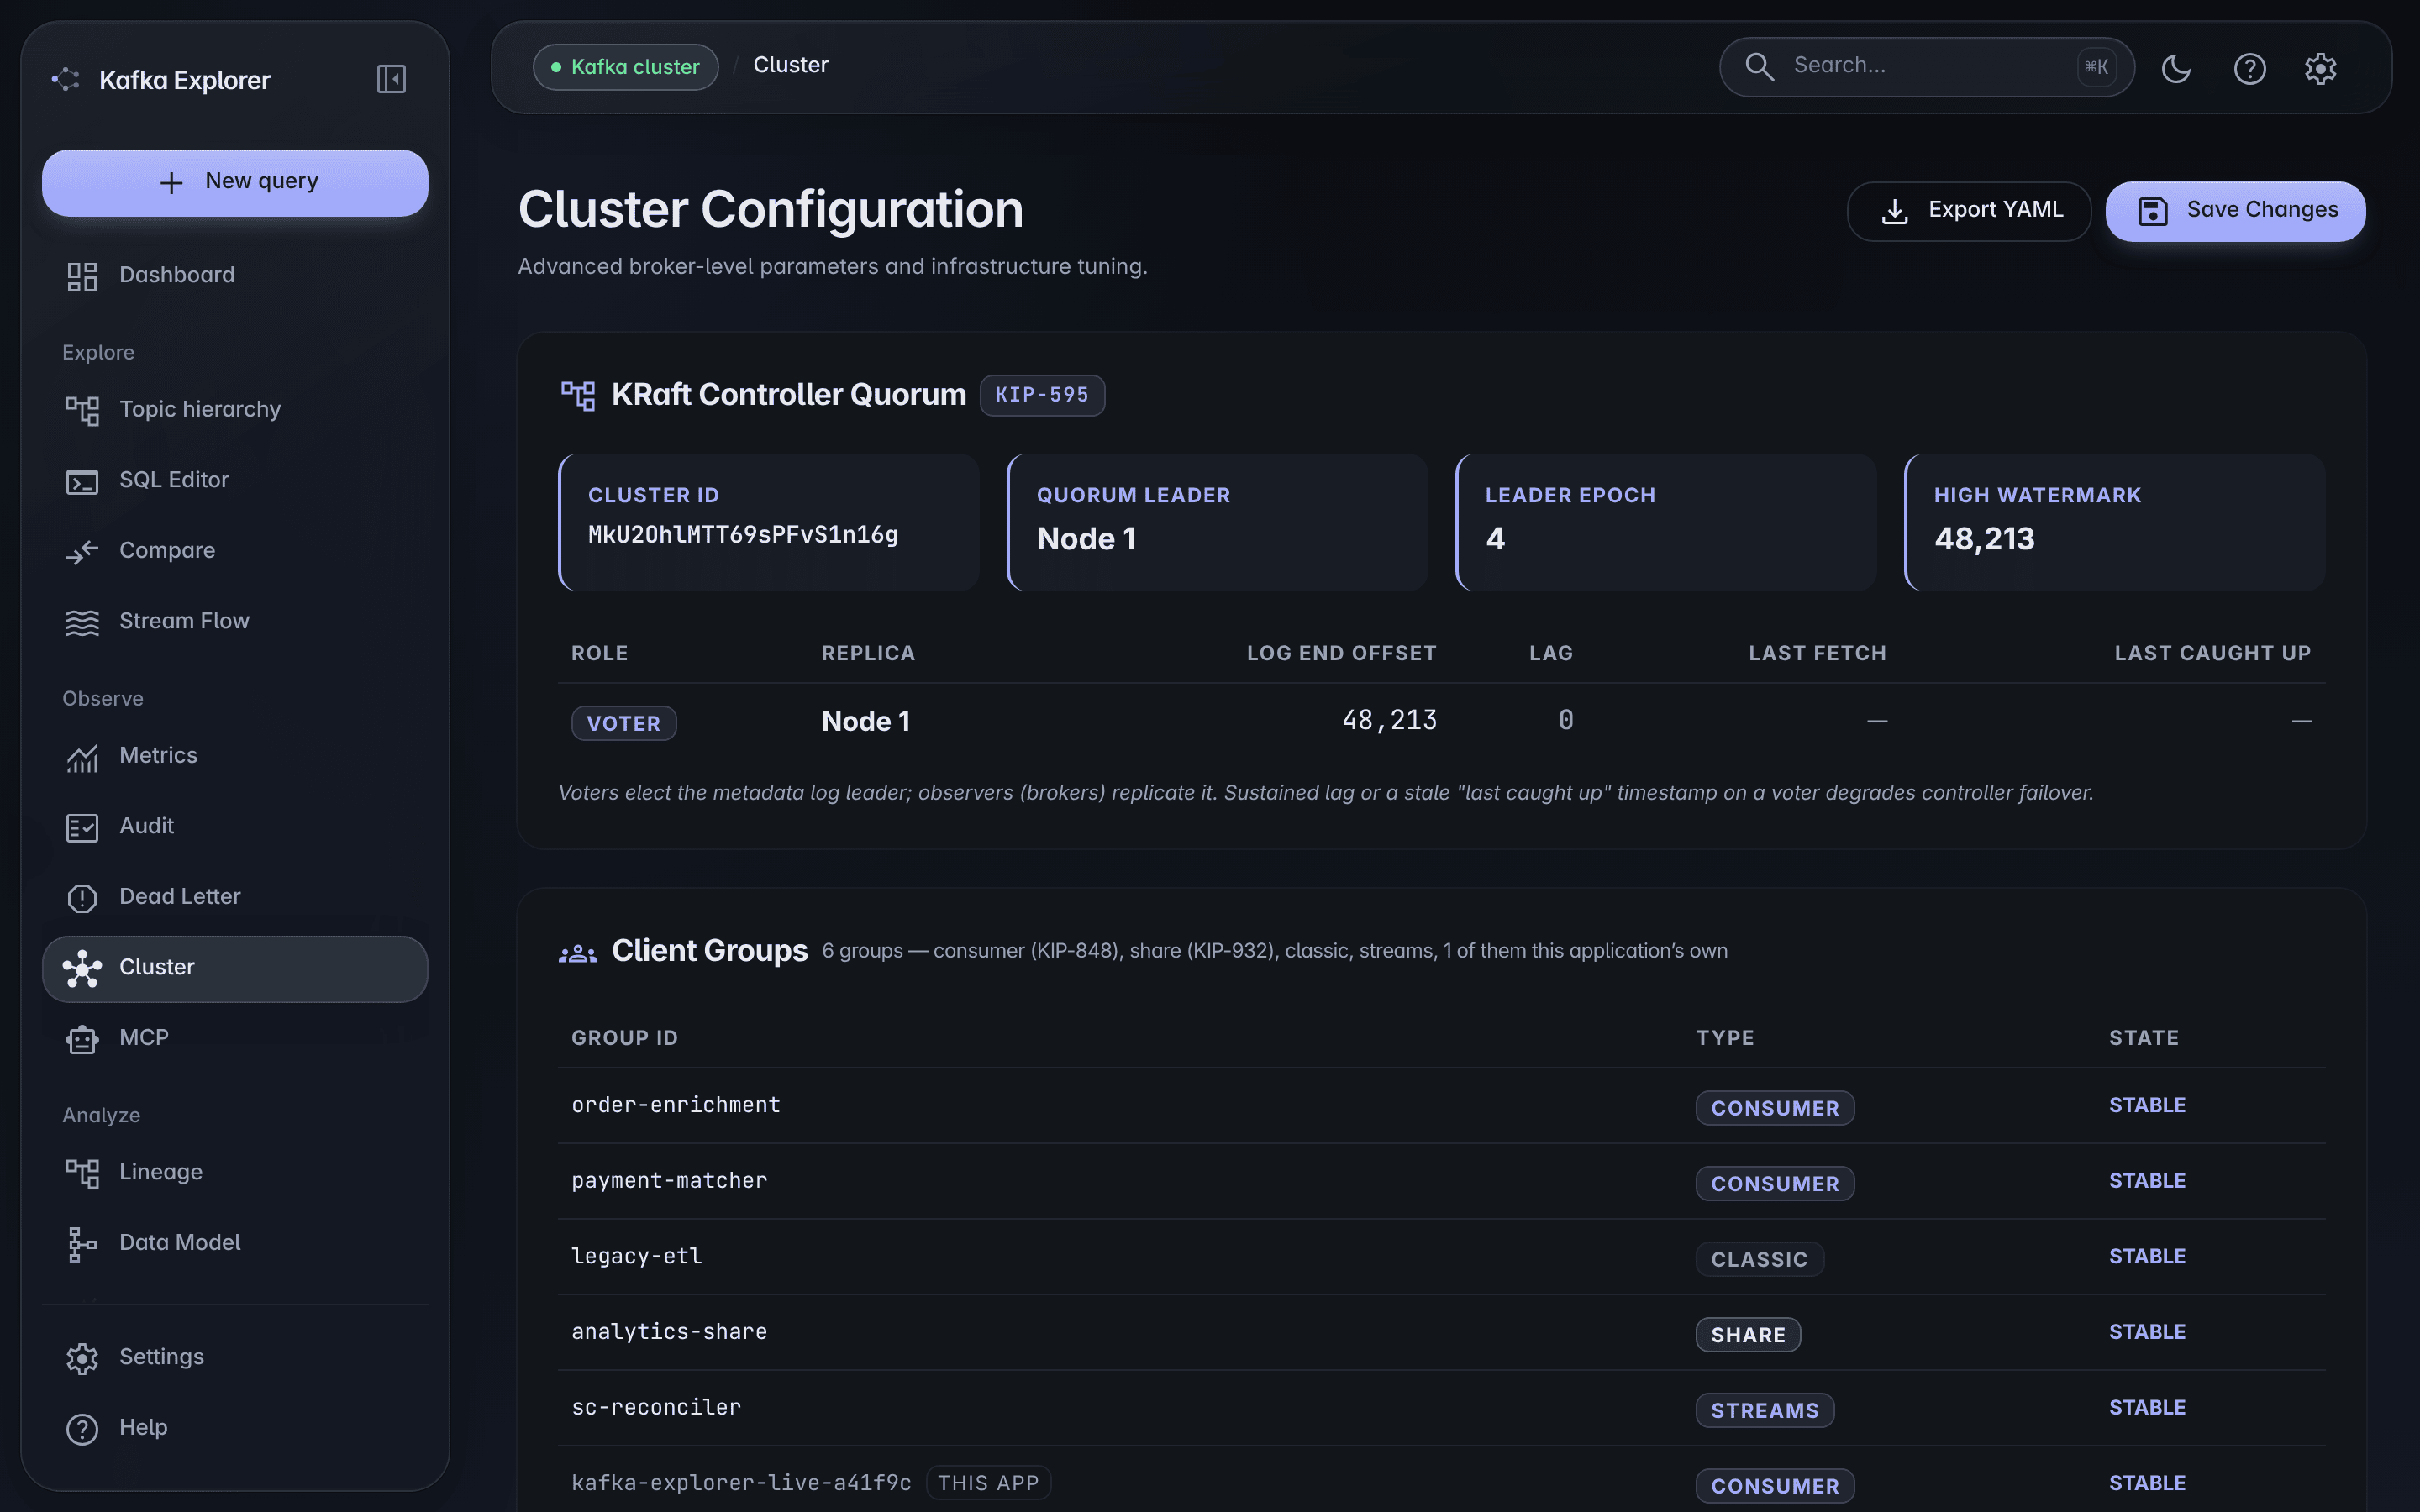 Kafka Explorer
New query
Dashboard
Explore
Topic hierarchy
SQL Editor
Compare
Stream Flow
Observe
Metrics
Audit
Dead Letter
Cluster
MCP
Analyze
Lineage
Data Model
Settings
Help
Kafka cluster / Cluster
Search... ⌘K
Cluster Configuration
Advanced broker-level parameters and infrastructure tuning.
Export YAML
Save Changes
KRaft Controller Quorum KIP-595
CLUSTER ID
MkU2OhlMTT69sPFvS1n16g
QUORUM LEADER
Node 1
LEADER EPOCH
4
HIGH WATERMARK
48,213
ROLE REPLICA LOG END OFFSET LAG LAST FETCH LAST CAUGHT UP
VOTER Node 1 48,213 0 — —
Voters elect the metadata log leader; observers (brokers) replicate it. Sustained lag or a stale "last caught up" timestamp on a voter degrades controller failover.
Client Groups 6 groups — consumer (KIP-848), share (KIP-932), classic, streams, 1 of them this application’s own
GROUP ID TYPE STATE
order-enrichment CONSUMER STABLE
payment-matcher CONSUMER STABLE
legacy-etl CLASSIC STABLE
analytics-share SHARE STABLE
sc-reconciler STREAMS STABLE
kafka-explorer-live-a41f9c THIS APP CONSUMER STABLE